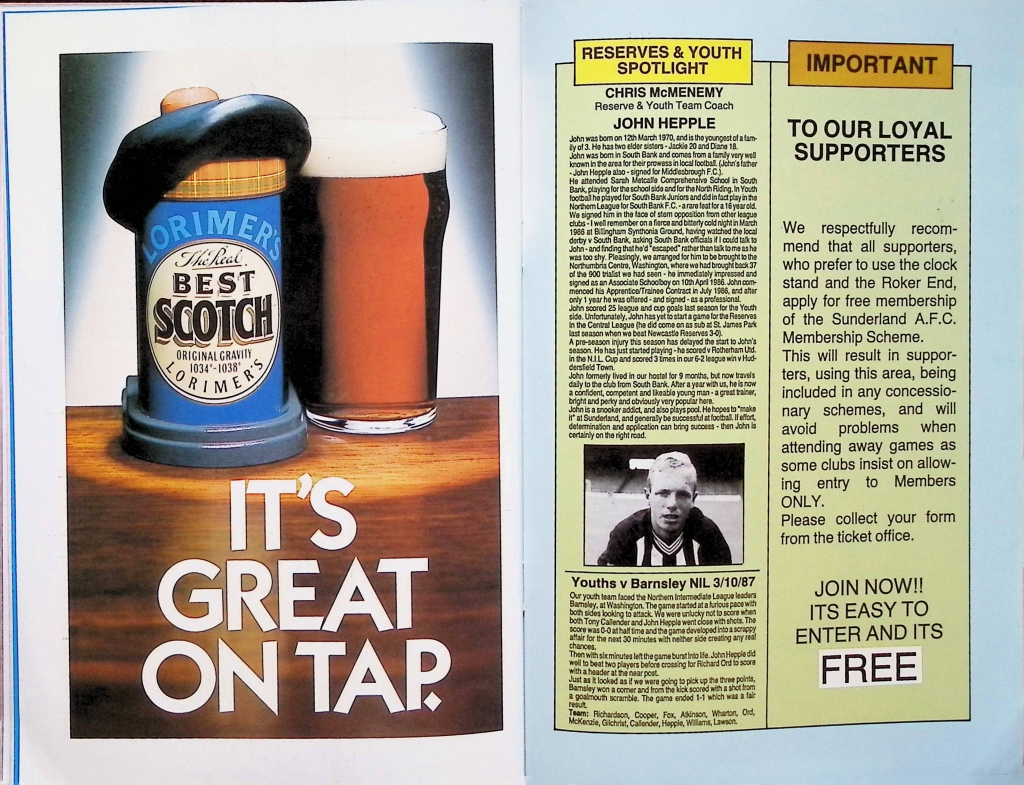 LORIMER'S
The Real
BEST
SCOTCH
ORIGINAL GRAVITY
1034°-1038°
LORIMER'S
IT'S
GREAT
ON TAP.
RESERVES & YOUTH
SPOTLIGHT
CHRIS McMENEMY
Reserve & Youth Team Coach
JOHN HEPPLE
John was born on 12th March 1970, and is the youngest of a fam-
ily of 3. He has two elder sisters - Jackie 20 and Diane 18.
John was born in South Bank and comes from a family very well
known in the area for their prowess in local football. (John's father
- John Hepple also - signed for Middlesbrough F.C.).
He attended Sarah Metcalfe Comprehensive School in South
Bank, playing for the school side and for the North Riding. In Youth
football he played for South Bank Juniors and did in fact play in the
Northern League for South Bank F.C. - a rare feat for a 16 year old.
We signed him in the face of stern opposition from other league
clubs - I well remember on a fierce and bitterly cold night in March
1986 at Billingham Synthonia Ground, having watched the local
derby v South Bank, asking South Bank officials if I could talk to
John - and finding that he'd "escaped" rather than talk to me as he
was too shy. Pleasingly, we arranged for him to be brought to the
Northumbria Centre, Washington, where we had brought back 37
of the 900 trialist we had seen - he immediately impressed and
signed as an Associate Schoolboy on 10th April 1986. John com-
menced his Apprentice/Trainee Contract in July 1986, and after
only 1 year he was offered - and signed - as a professional.
John scored 25 league and cup goals last season for the Youth
side. Unfortunately, John has yet to start a game for the Reserves
in the Central League (he did come on as sub at St. James Park
last season when we beat Newcastle Reserves 3-0).
A pre-season injury this season has delayed the start to John's
season. He has just started playing - he scored v Rotherham Utd.
in the N.I.L. Cup and scored 3 times in our 6-2 league win v Hud-
dersfield Town.
John formerly lived in our hostel for 9 months, but now travels
daily to the club from South Bank. After a year with us, he is now
a confident, competent and likeable young man - a great trainer,
bright and perky and obviously very popular here.
John is a snooker addict, and also plays pool. He hopes to "make
it" at Sunderland, and generally be successful at football. If effort,
determination and application can bring success - then John is
certainly on the right road.
Youths v Barnsley NIL 3/10/87
Our youth team faced the Northern Intermediate League leaders
Barnsley, at Washington. The game started at a furious pace with
both sides looking to attack. We were unlucky not to score when
both Tony Callender and John Hepple went close with shots. The
score was 0-0 at half time and the game developed into a scrappy
affair for the next 30 minutes with neither side creating any real
chances.
Then with six minutes left the game burst into life. John Hepple did
well to beat two players before crossing for Richard Ord to score
with a header at the near post.
Just as it looked as if we were going to pick up the three points,
Barnsley won a corner and from the kick scored with a shot from
a goalmouth scramble. The game ended 1-1 which was a fair
result.
Team: Richardson, Cooper, Fox, Atkinson, Wharton, Ord,
McKenzie, Gilchrist, Callender, Hepple, Williams, Lawson.
IMPORTANT
TO OUR LOYAL
SUPPORTERS
We respectfully recom-
mend that all supporters,
who prefer to use the clock
stand and the Roker End,
apply for free membership
of the Sunderland A.F.C.
Membership Scheme.
This will result in suppor-
ters, using this area, being
included in any concessio-
nary schemes, and will
avoid problems when
attending away games as
some clubs insist on allow-
ing entry to Members
ONLY.
Please collect your form
from the ticket office.
JOIN NOW!!
ITS EASY TO
ENTER AND ITS
FREE